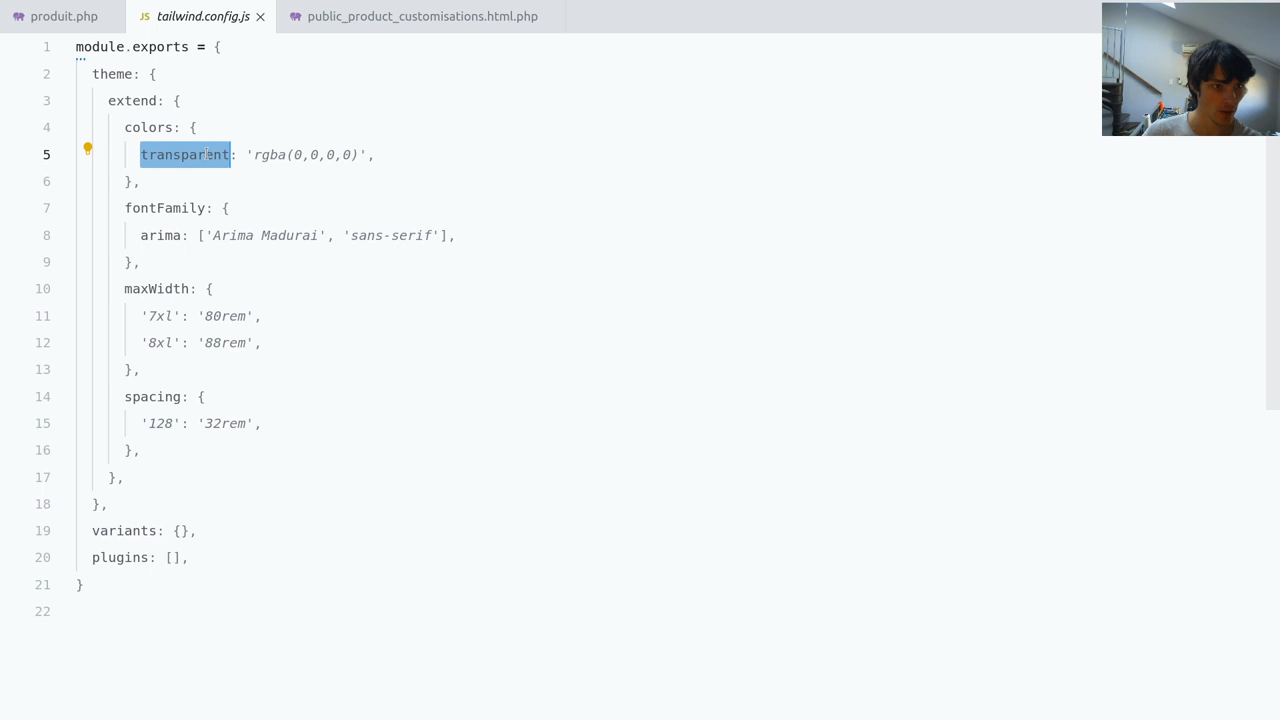 produit.php
JS tailwind.config.js
public_product_customisations.html.php
1 module.exports = {
2 theme: {
3 extend: {
4 colors: {
5 transparent: 'rgba(0,0,0,0)',
6 },
7 fontFamily: {
8 arima: ['Arima Madurai', 'sans-serif'],
9 },
10 maxWidth: {
11 '7xl': '80rem',
12 '8xl': '88rem',
13 },
14 spacing: {
15 '128': '32rem',
16 },
17 },
18 },
19 variants: {},
20 plugins: [],
21 }
22